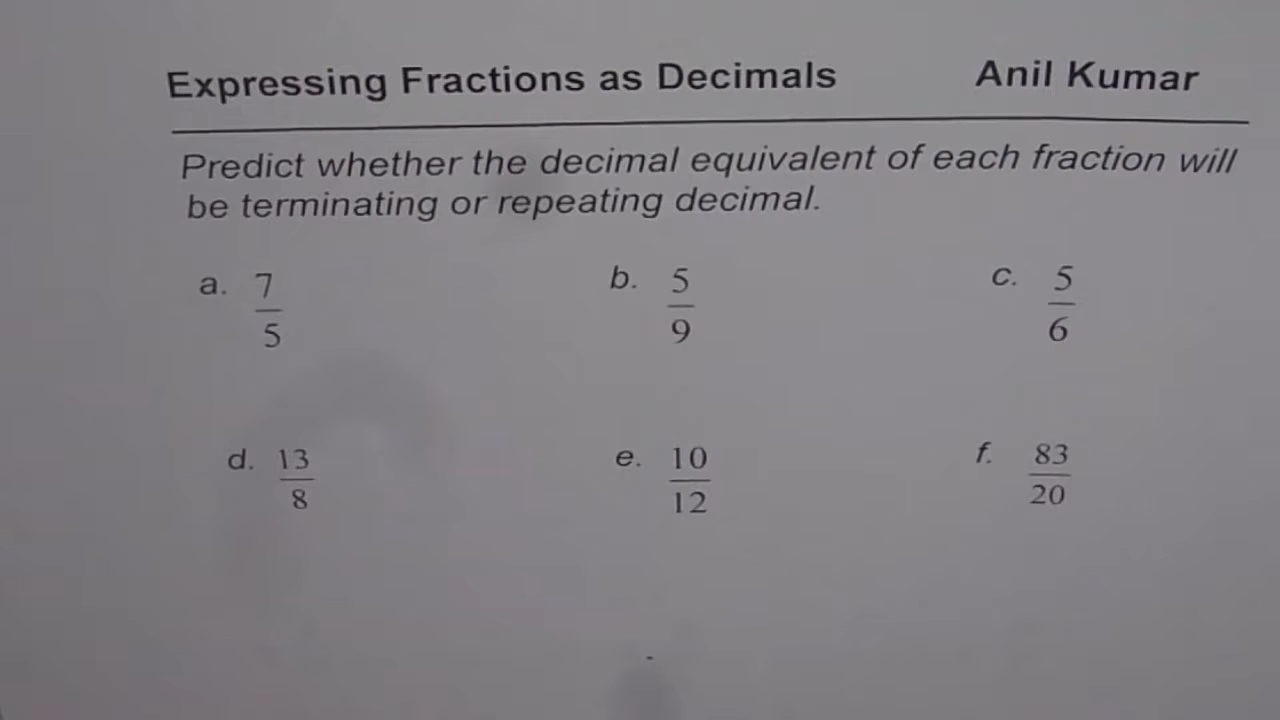 Expressing Fractions as Decimals Anil Kumar
Predict whether the decimal equivalent of each fraction will
be terminating or repeating decimal.
a. 7/5 b. 5/9 c. 5/6
d. 13/8 e. 10/12 f. 83/20